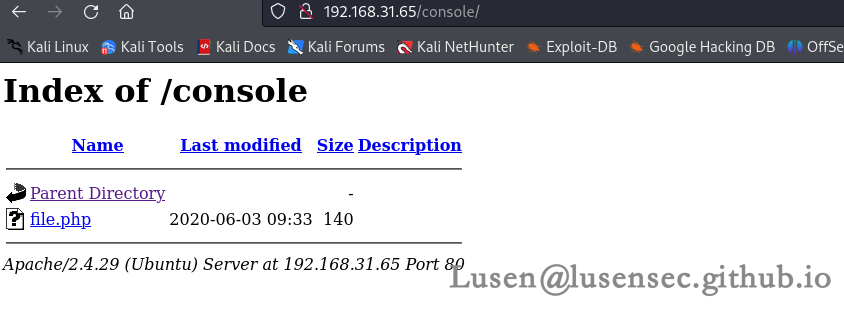 192.168.31.65/console/
Kali Linux Kali Tools Kali Docs Kali Forums Kali NetHunter Exploit-DB Google Hacking DB OffSe
Index of /console
Name Last modified Size Description
Parent Directory -
file.php 2020-06-03 09:33 140
Apache/2.4.29 (Ubuntu) Server at 192.168.31.65 Port 80
Lusen@lusensec.github.io